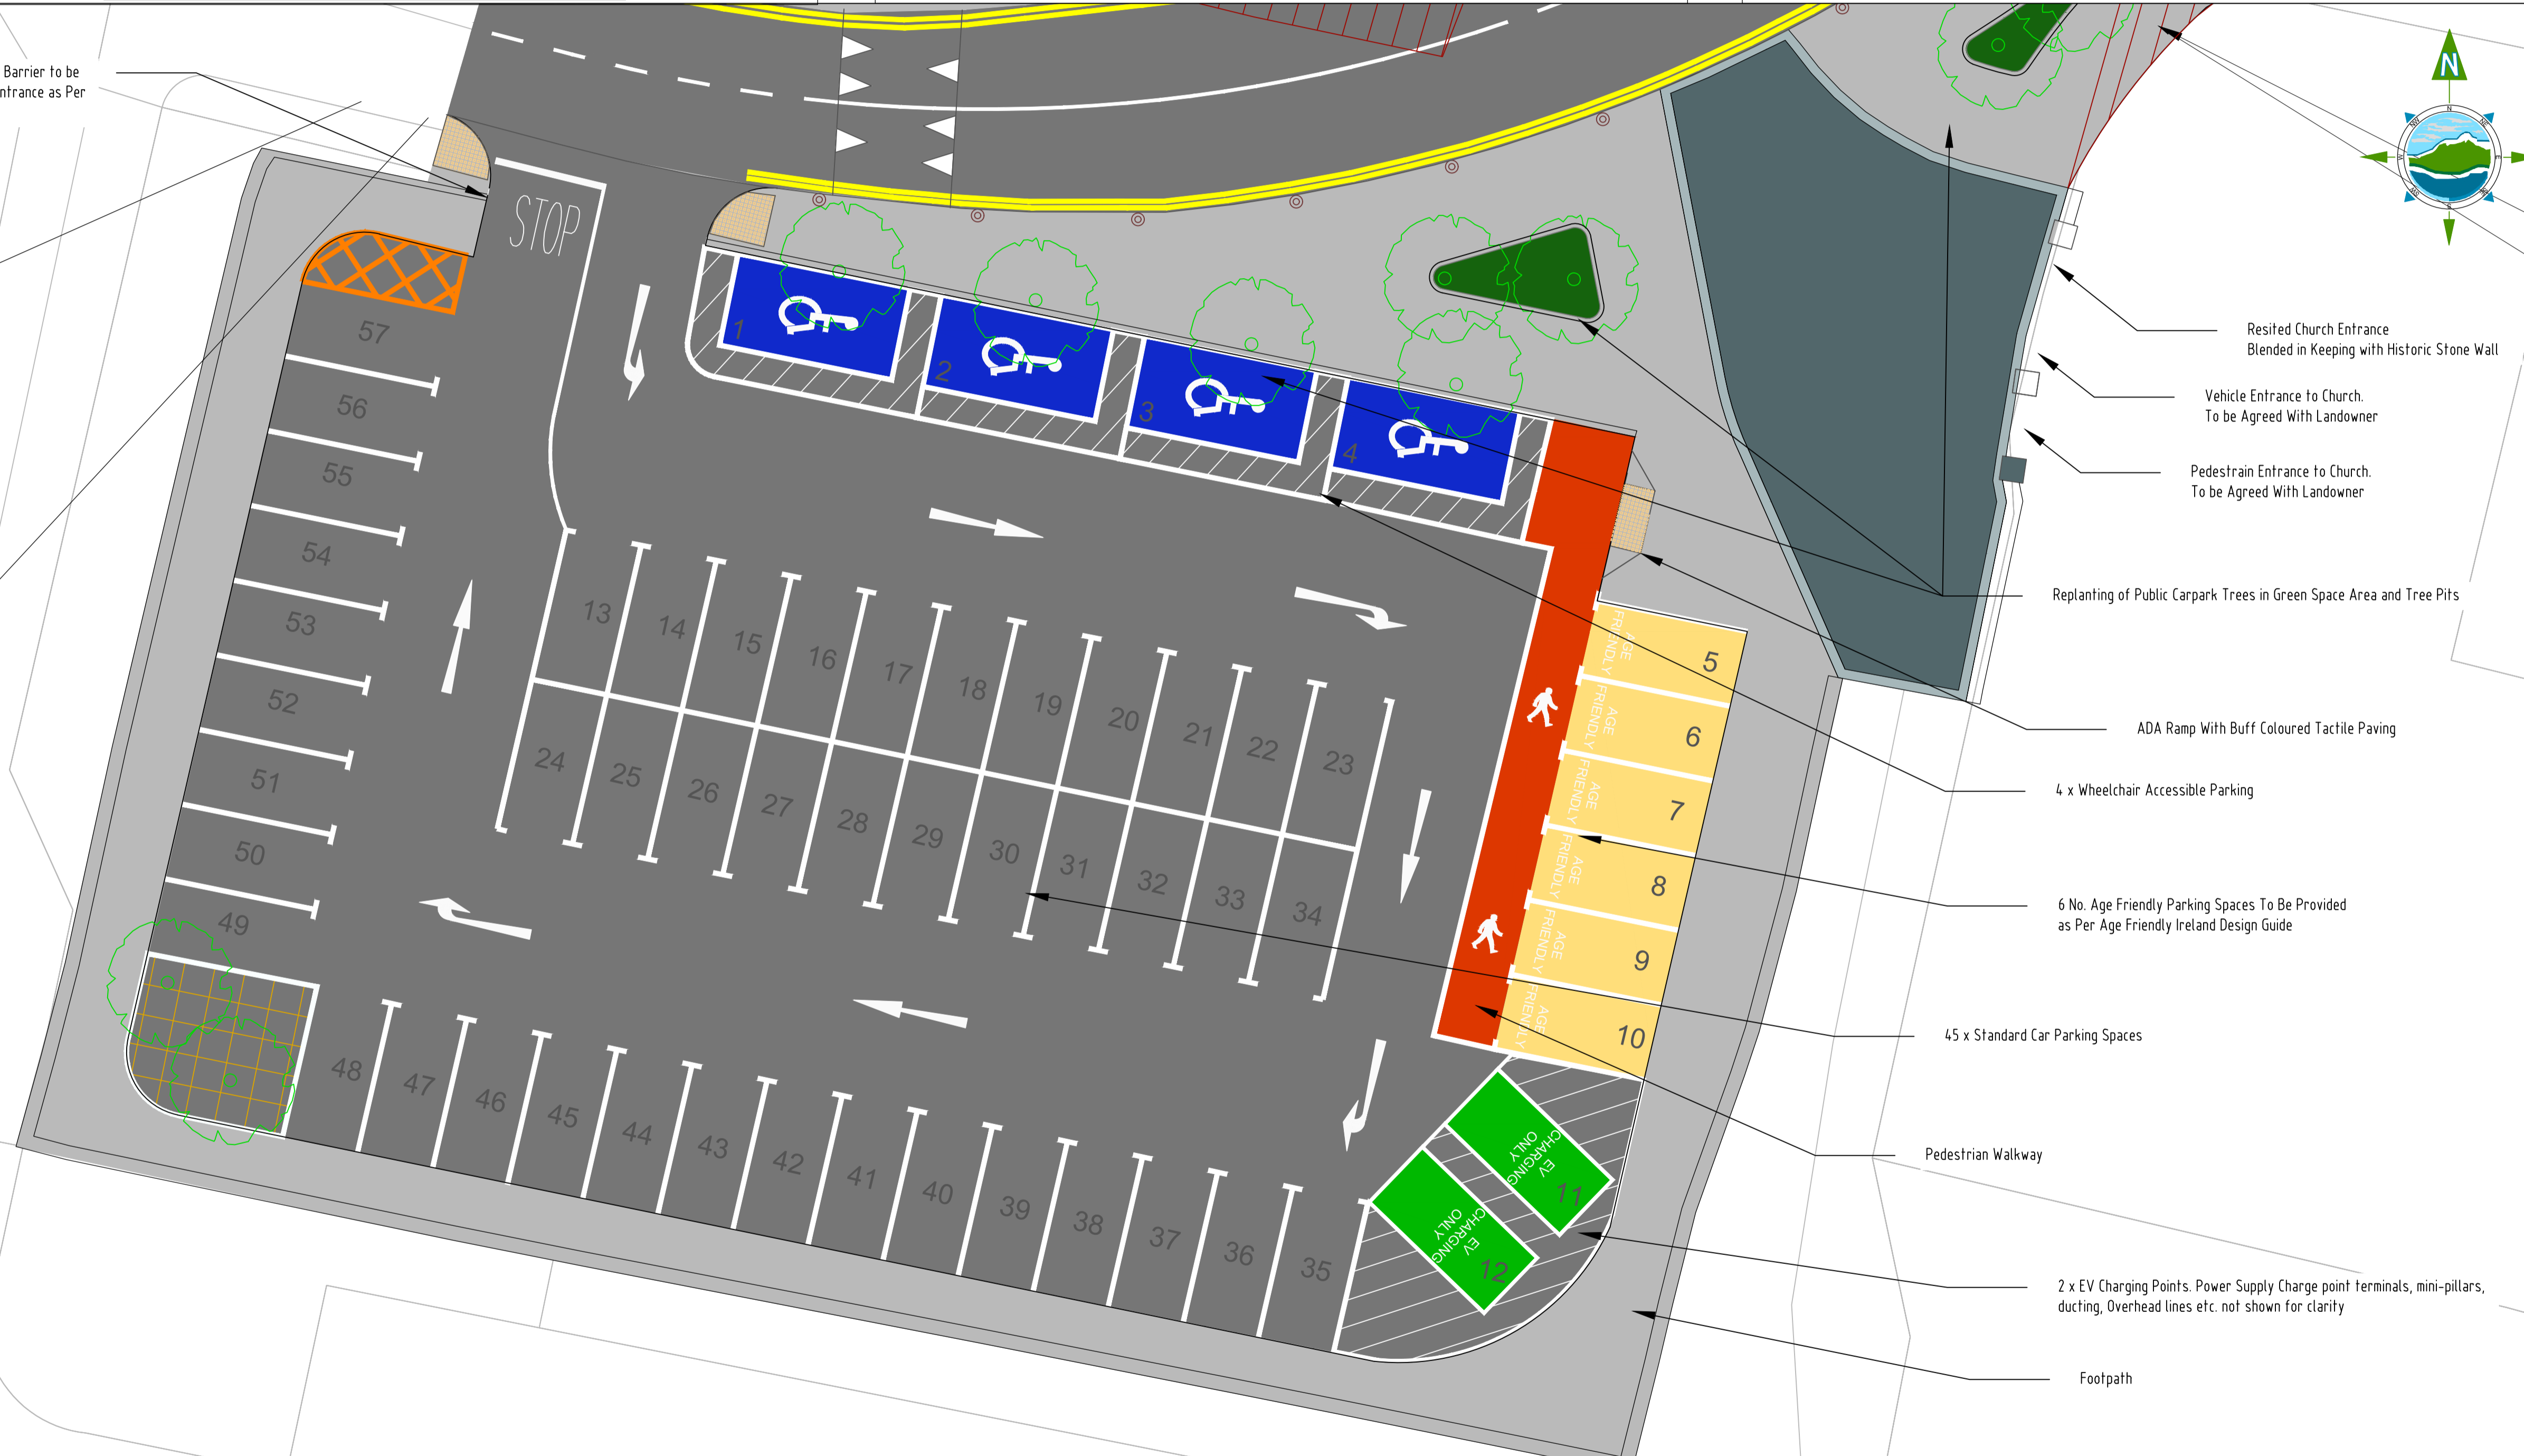 Barrier to be
ntrance as Per
N
STOP
1
2
3
4
57
56
55
54
53
52
51
50
49
13
14
15
16
17
18
19
20
21
22
23
24
25
26
27
28
29
30
31
32
33
34
48
47
46
45
44
43
42
41
40
39
38
37
36
35
AGE
FRIENDLY
5
AGE
FRIENDLY
6
AGE
FRIENDLY
7
AGE
FRIENDLY
8
AGE
FRIENDLY
9
AGE
FRIENDLY
10
EV
CHARGING
ONLY
11
EV
CHARGING
ONLY
12
Resited Church Entrance
Blended in Keeping with Historic Stone Wall
Vehicle Entrance to Church.
To be Agreed With Landowner
Pedestrain Entrance to Church.
To be Agreed With Landowner
Replanting of Public Carpark Trees in Green Space Area and Tree Pits
ADA Ramp With Buff Coloured Tactile Paving
4 x Wheelchair Accessible Parking
6 No. Age Friendly Parking Spaces To Be Provided
as Per Age Friendly Ireland Design Guide
45 x Standard Car Parking Spaces
Pedestrian Walkway
2 x EV Charging Points. Power Supply Charge point terminals, mini-pillars,
ducting, Overhead lines etc. not shown for clarity
Footpath